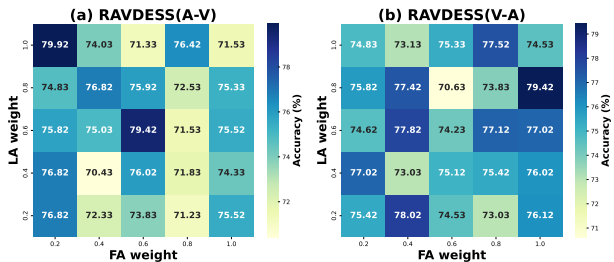 (a) RAVDESS(A-V)
LA weight
1.0 79.92 74.03 71.33 76.42 71.53
0.8 74.83 76.82 75.92 72.53 75.33
0.6 75.82 75.03 79.42 71.53 75.52
0.4 76.82 70.43 76.02 71.83 74.33
0.2 76.82 72.33 73.83 71.23 75.52
0.2 0.4 0.6 0.8 1.0
FA weight
78
76
74
72
Accuracy (%)
(b) RAVDESS(V-A)
LA weight
1.0 74.83 73.13 75.33 77.52 74.53
0.8 75.82 77.42 70.63 73.83 79.42
0.6 74.62 77.82 74.23 77.12 77.02
0.4 77.02 73.03 75.12 75.42 76.02
0.2 75.42 78.02 74.53 73.03 76.12
0.2 0.4 0.6 0.8 1.0
FA weight
79
78
77
76
75
74
73
72
71
Accuracy (%)